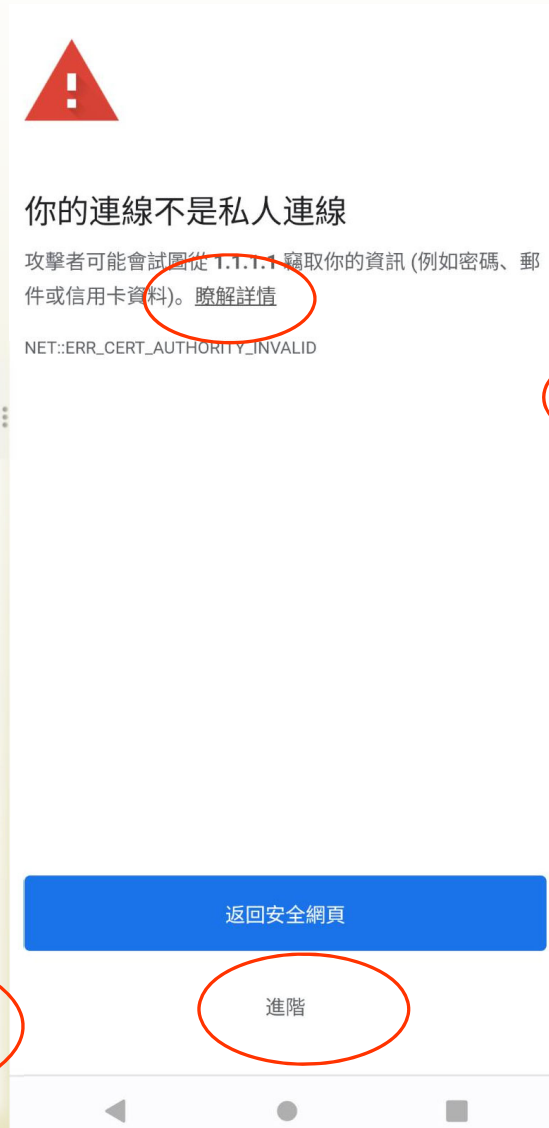 你的連線不是私人連線
攻擊者可能會試圖從 1.1.1.1 竊取你的資訊 (例如密碼、郵
件或信用卡資料)。瞭解詳情
NET::ERR_CERT_AUTHORITY_INVALID
返回安全網頁
進階